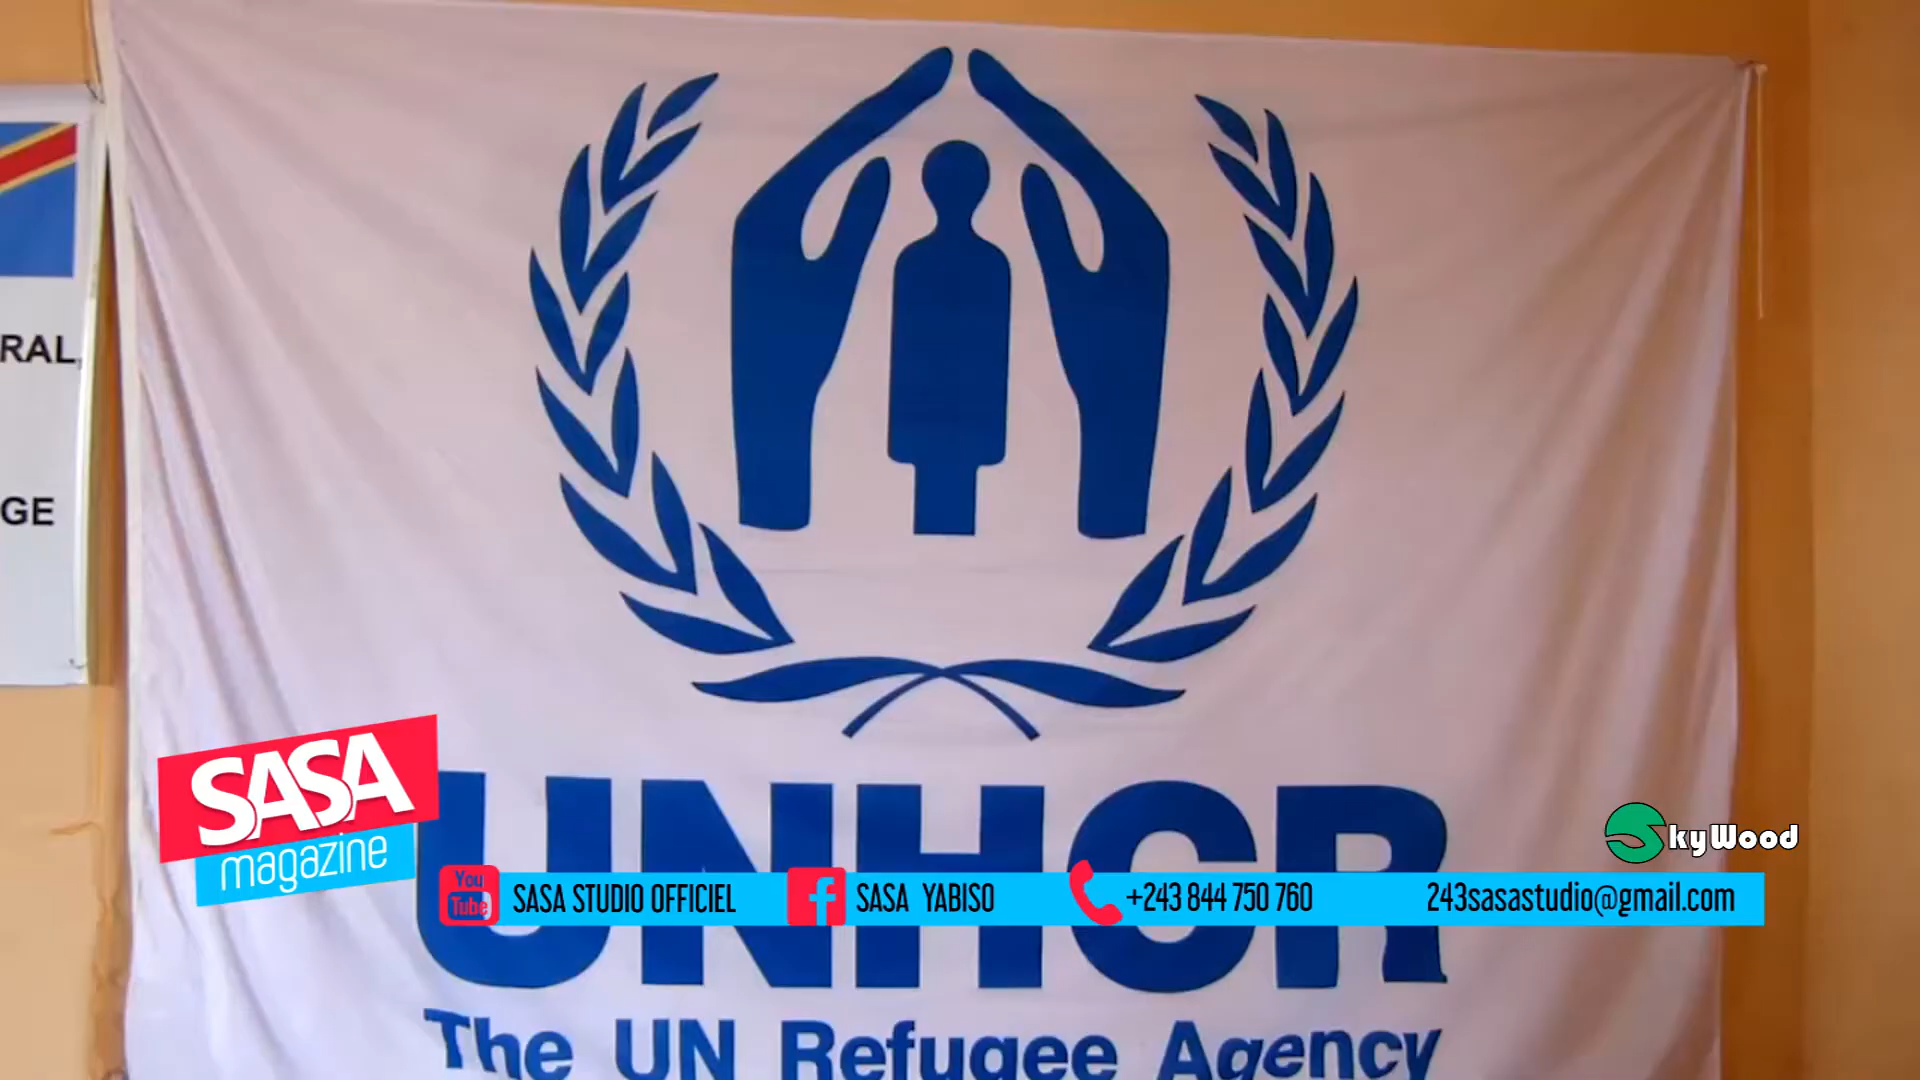 RAL,
GE
SASA
magazine
UNHCR
kyWood
You
Tube
SASA STUDIO OFFICIEL
SASA YABISO
+243 844 750 760
243sasastudio@gmail.com
The UN Refugee Agency